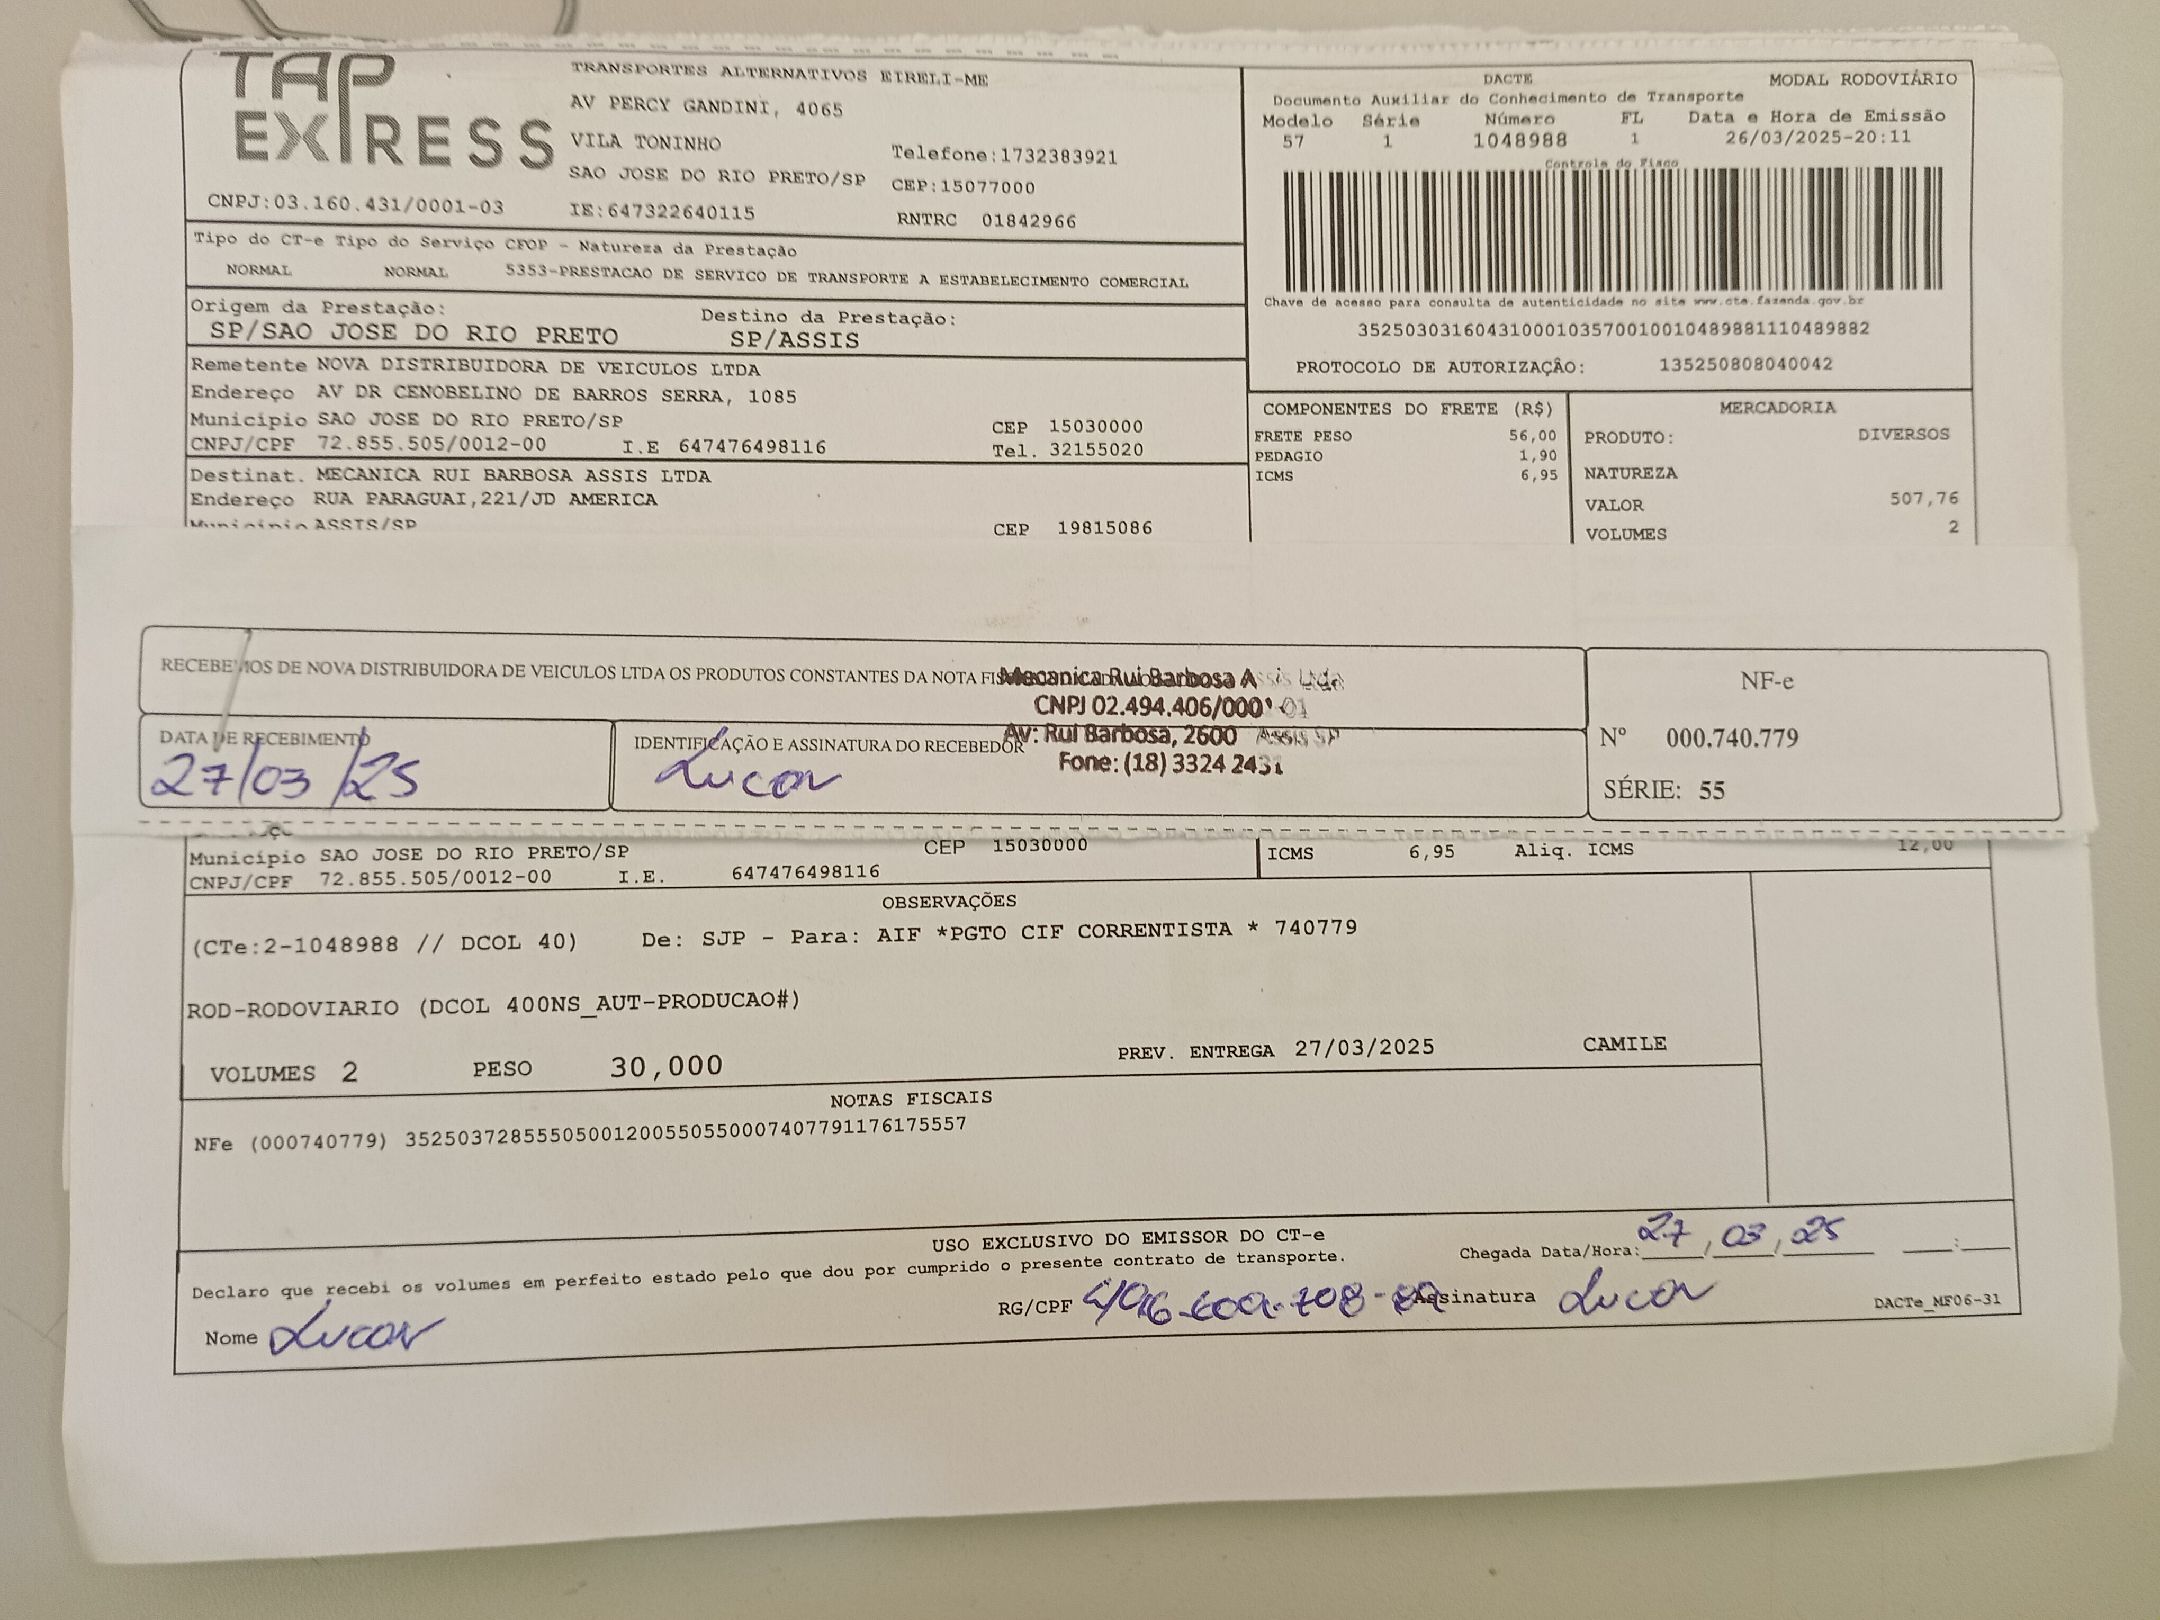 TAP EXPRESS
TRANSPORTES ALTERNATIVOS EIRELI-ME
AV PERCY GANDINI, 4065
VILA TONINHO
Telefone:1732383921
SAO JOSE DO RIO PRETO/SP CEP:15077000
CNPJ:03.160.431/0001-03 IE:647322640115 RNTRC 01842966
DACTE MODAL RODOVIÁRIO
Documento Auxiliar do Conhecimento de Transporte
Modelo Série Número FL Data e Hora de Emissão
57 1 1048988 1 26/03/2025-20:11
Controle do Fisco
Chave de acesso para consulta de autenticidade no site www.cte.fazenda.gov.br
35250303160431000103570010010489881110489882
PROTOCOLO DE AUTORIZAÇÂO: 135250808040042
Tipo do CT-e Tipo do Serviço CFOP - Natureza da Prestação
NORMAL NORMAL 5353-PRESTACAO DE SERVICO DE TRANSPORTE A ESTABELECIMENTO COMERCIAL
Origem da Prestação: Destino da Prestação:
SP/SAO JOSE DO RIO PRETO SP/ASSIS
Remetente NOVA DISTRIBUIDORA DE VEICULOS LTDA
Endereço AV DR CENOBELINO DE BARROS SERRA, 1085
Município SAO JOSE DO RIO PRETO/SP CEP 15030000
CNPJ/CPF 72.855.505/0012-00 I.E 647476498116 Tel. 32155020
Destinat. MECANICA RUI BARBOSA ASSIS LTDA
Endereço RUA PARAGUAI,221/JD AMERICA
Município ASSIS/SP CEP 19815086
COMPONENTES DO FRETE (R$)
FRETE PESO 56,00
PEDAGIO 1,90
ICMS 6,95
MERCADORIA
PRODUTO: DIVERSOS
NATUREZA
VALOR 507,76
VOLUMES 2
RECEBEMOS DE NOVA DISTRIBUIDORA DE VEICULOS LTDA OS PRODUTOS CONSTANTES DA NOTA
Mecanica Rui Barbosa Assis Ltda
CNPJ 02.494.406/0001-01
Av: Rui Barbosa, 2600 Assis SP
Fone: (18) 3324 2431
DATA DE RECEBIMENTO
27/03/25
IDENTIFICAÇÃO E ASSINATURA DO RECEBEDOR
Lucas
NF-e
Nº 000.740.779
SÉRIE: 55
Município SAO JOSE DO RIO PRETO/SP CEP 15030000
CNPJ/CPF 72.855.505/0012-00 I.E. 647476498116
ICMS 6,95 Aliq. ICMS 12,00
OBSERVAÇÕES
(CTe:2-1048988 // DCOL 40) De: SJP - Para: AIF *PGTO CIF CORRENTISTA * 740779
ROD-RODOVIARIO (DCOL 400NS_AUT-PRODUCAO#)
VOLUMES 2 PESO 30,000 PREV. ENTREGA 27/03/2025 CAMILE
NOTAS FISCAIS
NFe (000740779) 35250372855505001200550550007407791176175557
USO EXCLUSIVO DO EMISSOR DO CT-e
Declaro que recebi os volumes em perfeito estado pelo que dou por cumprido o presente contrato de transporte.
Chegada Data/Hora: 27, 03, 25 :
Nome Lucas RG/CPF Assinatura Lucas DACTe_MF06-31